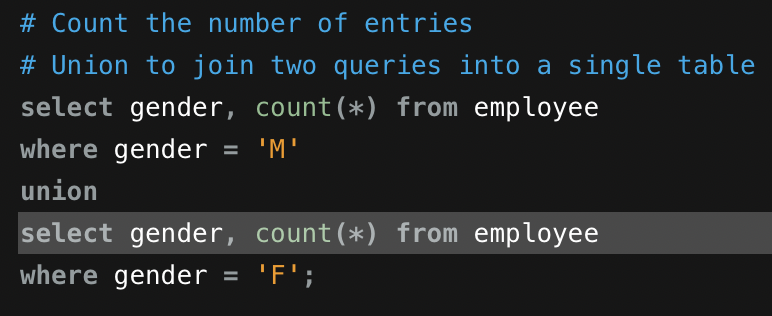 # Count the number of entries
# Union to join two queries into a single table
select gender, count(*) from employee
where gender = 'M'
union
select gender, count(*) from employee
where gender = 'F';